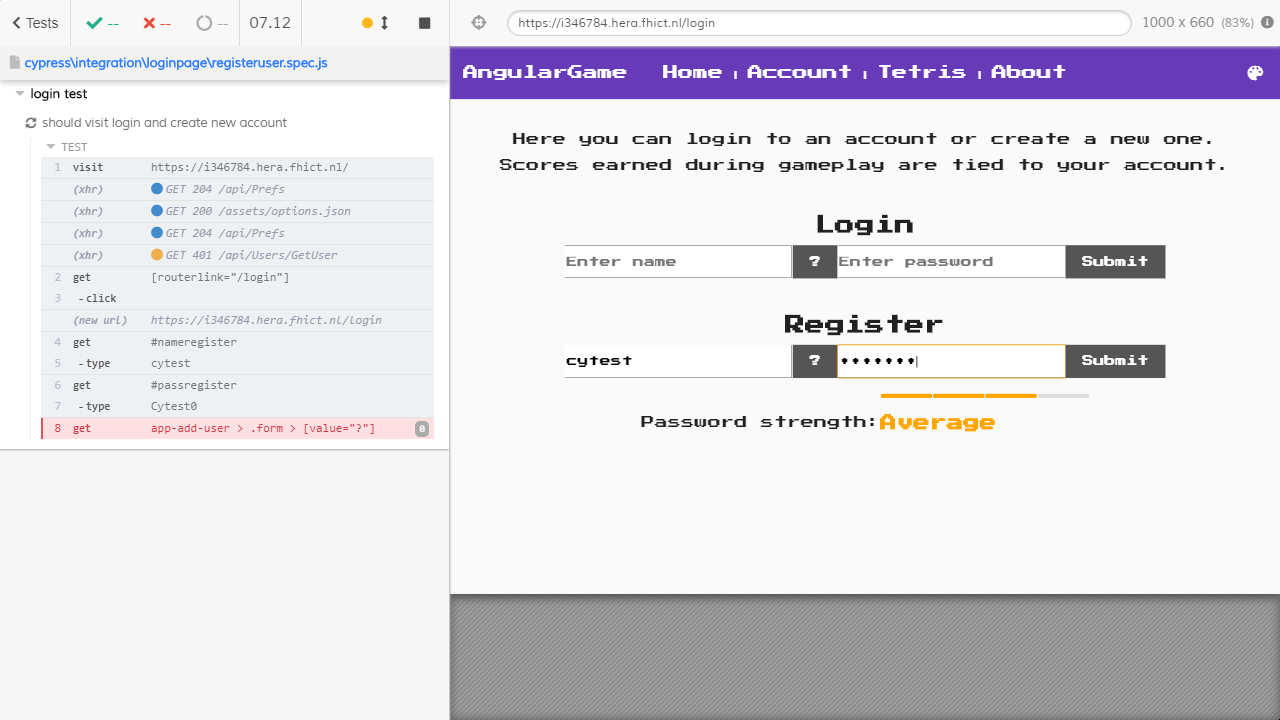 Tests -- -- -- 07.12
cypress\integration\loginpage\registeruser.spec.js
login test
should visit login and create new account
TEST
1 visit https://i346784.hera.fhict.nl/
(xhr) GET 204 /api/Prefs
(xhr) GET 200 /assets/options.json
(xhr) GET 204 /api/Prefs
(xhr) GET 401 /api/Users/GetUser
2 get [routerlink="/login"]
3 -click
(new url) https://i346784.hera.fhict.nl/login
4 get #nameregister
5 -type cytest
6 get #passregister
7 -type Cytest0
8 get app-add-user > .form > [value="?"] 0
https://i346784.hera.fhict.nl/login 1000 x 660 (83%)
AngularGame Home | Account | Tetris | About
Here you can login to an account or create a new one.
Scores earned during gameplay are tied to your account.
Login
Enter name ? Enter password Submit
Register
cytest ? ••••••• Submit
Password strength: Average